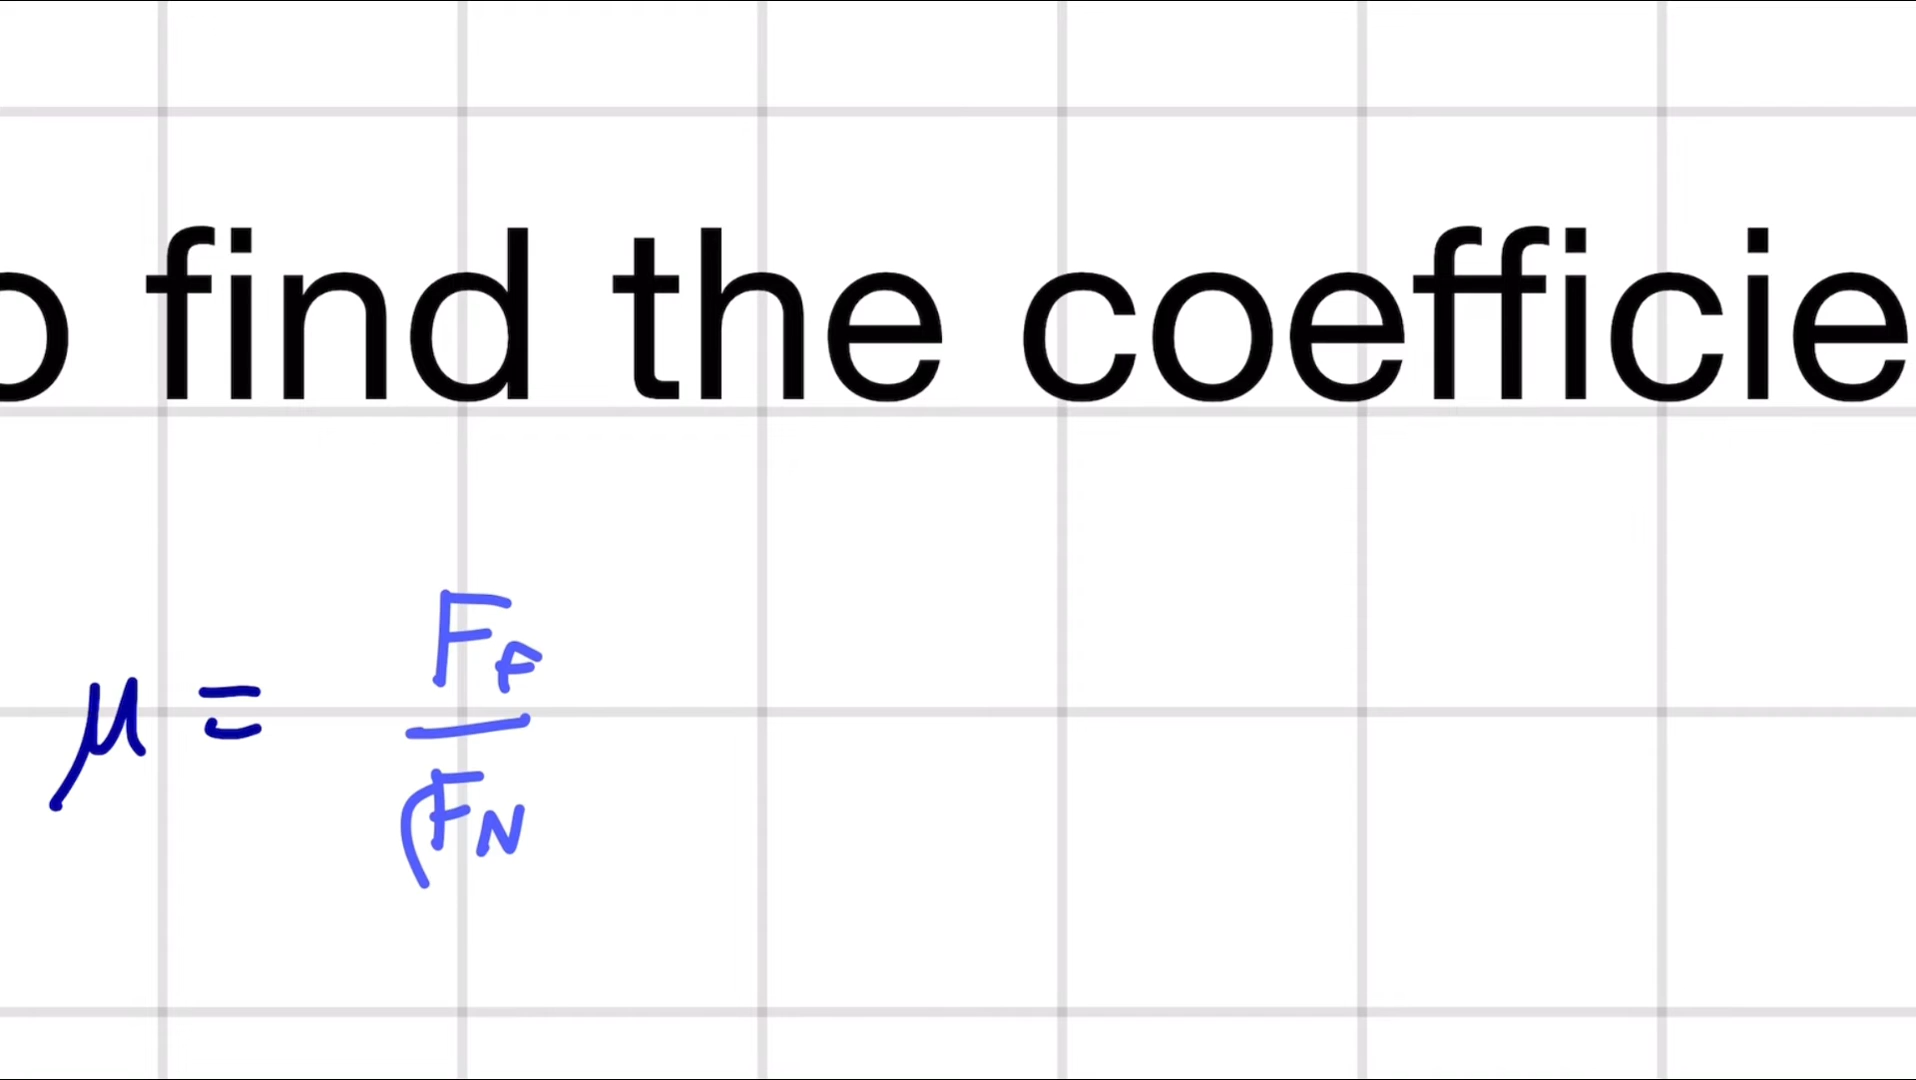 o find the coefficie
μ = F_F / (F_N